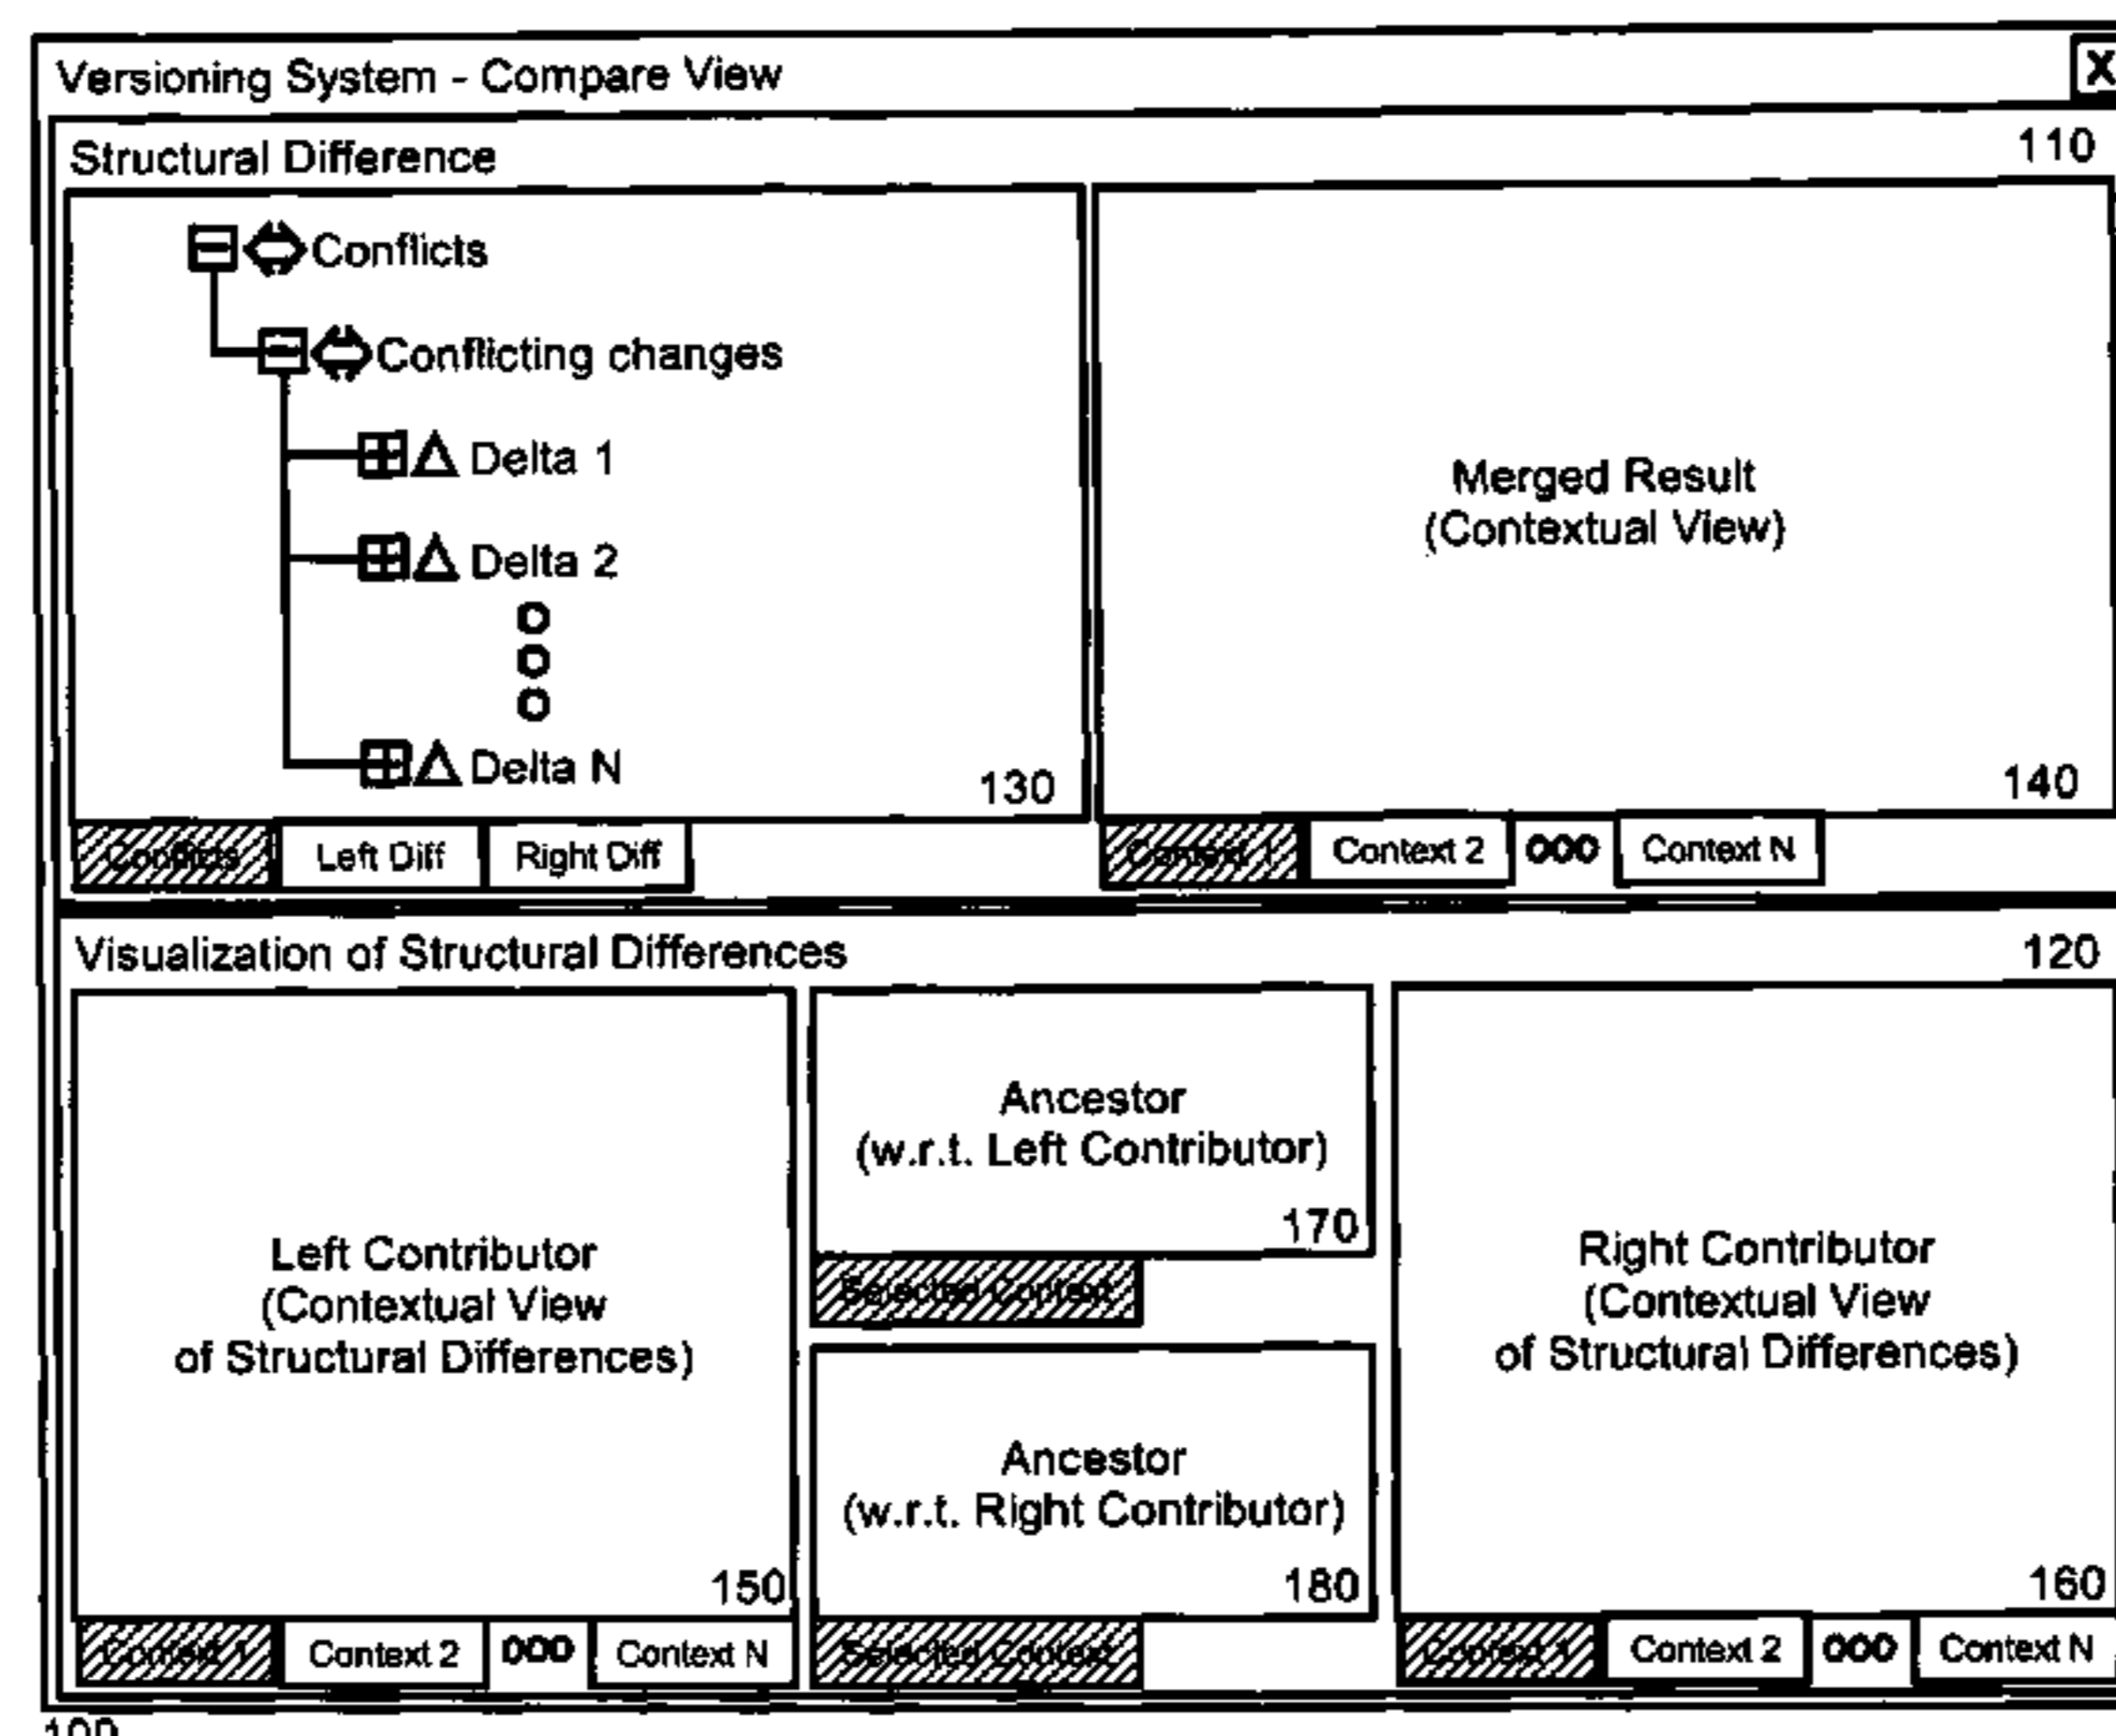 Versioning System - Compare View
X
Structural Difference
110
Conflicts
Conflicting changes
Delta 1
Delta 2
Delta N
130
Merged Result
(Contextual View)
140
Conflicts
Left Diff
Right Diff
Context 1
Context 2
ooo
Context N
Visualization of Structural Differences
120
Left Contributor
(Contextual View
of Structural Differences)
150
Ancestor
(w.r.t. Left Contributor)
170
Selected Context
Ancestor
(w.r.t. Right Contributor)
180
Selected Context
Right Contributor
(Contextual View
of Structural Differences)
160
Context 1
Context 2
ooo
Context N
Context 1
Context 2
ooo
Context N